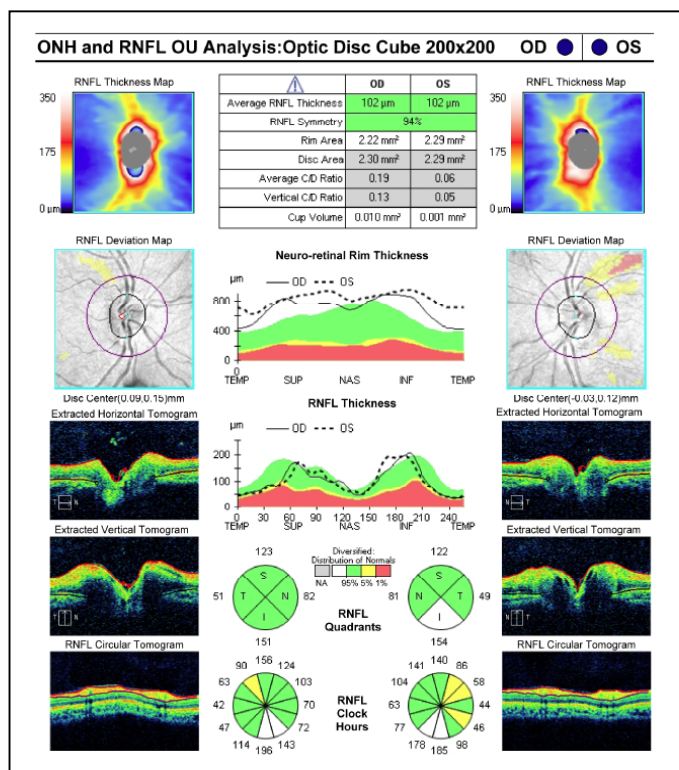 ONH and RNFL OU Analysis:Optic Disc Cube 200x200 OD OS
RNFL Thickness Map
350
175
0 µm
OD OS
Average RNFL Thickness 102 µm 102 µm
RNFL Symmetry 94%
Rim Area 2.22 mm² 2.29 mm²
Disc Area 2.30 mm² 2.29 mm²
Average C/D Ratio 0.19 0.06
Vertical C/D Ratio 0.13 0.05
Cup Volume 0.010 mm³ 0.001 mm³
RNFL Thickness Map
350
175
0 µm
RNFL Deviation Map
Disc Center(0.09,0.15)mm
Neuro-retinal Rim Thickness
µm OD OS
800
400
0
TEMP SUP NAS INF TEMP
RNFL Deviation Map
Disc Center(-0.03,0.12)mm
Extracted Horizontal Tomogram
T N
RNFL Thickness
µm OD OS
200
100
0
0 30 60 90 120 150 180 210 240
TEMP SUP NAS INF TEMP
Extracted Horizontal Tomogram
N T
Extracted Vertical Tomogram
T N
Diversified:
Distribution of Normals
NA 95% 5% 1%
RNFL
Quadrants
123
S
51 T N 82
I
151
122
S
81 N T 49
I
154
Extracted Vertical Tomogram
N T
RNFL Circular Tomogram
RNFL
Clock
Hours
156
90 124
63 103
42 70
47 72
114 143
196
140
141 86
104 58
63 44
77 46
178 98
185
RNFL Circular Tomogram